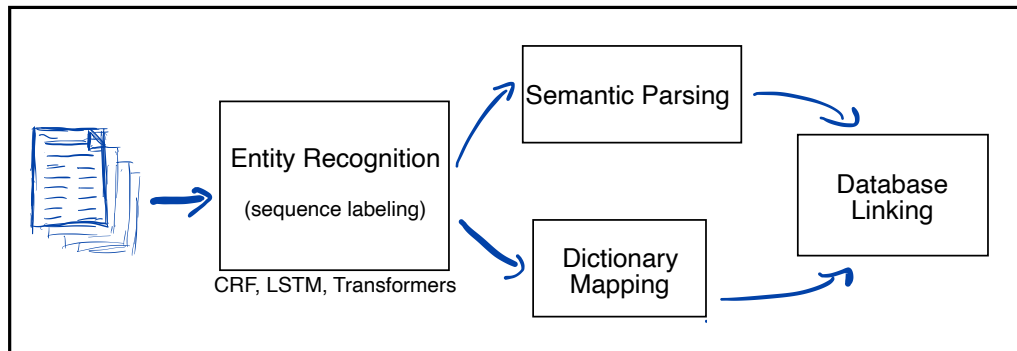 Entity Recognition
(sequence labeling)
CRF, LSTM, Transformers
Semantic Parsing
Dictionary
Mapping
Database
Linking